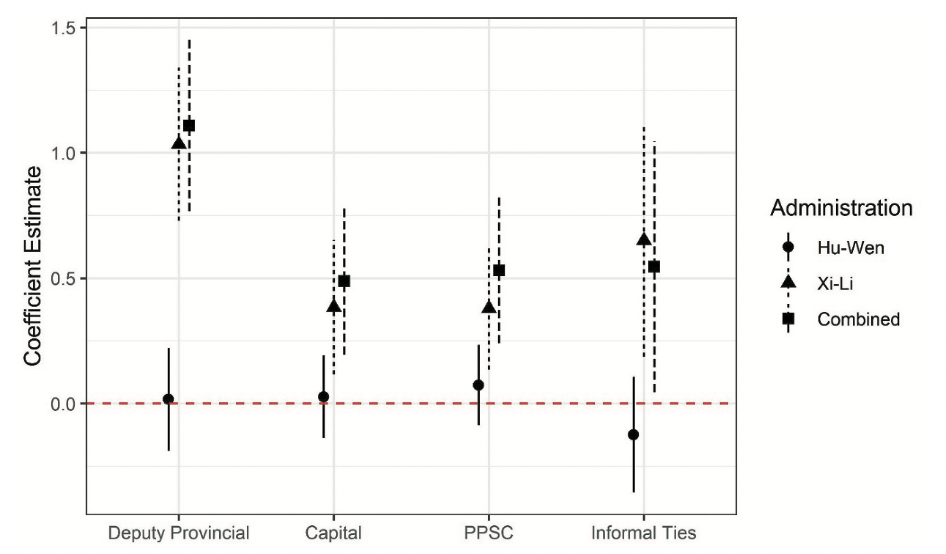 1.5
1.0
0.5
0.0
Coefficient Estimate
Deputy Provincial
Capital
PPSC
Informal Ties
Administration
Hu-Wen
Xi-Li
Combined